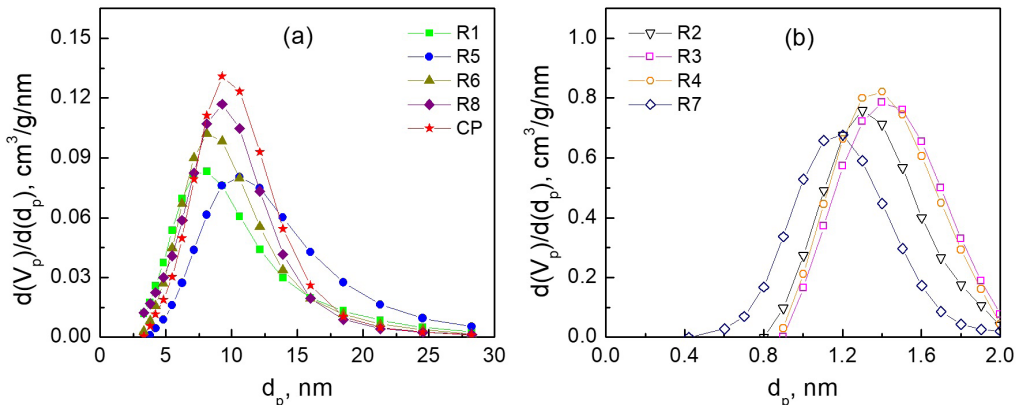 (a)
R1
R5
R6
R8
CP
0.15
0.12
0.09
0.06
0.03
0.00
d(Vp)/d(dp), cm³/g/nm
0 5 10 15 20 25 30
dp, nm
(b)
R2
R3
R4
R7
1.0
0.8
0.6
0.4
0.2
0.0
d(Vp)/d(dp), cm³/g/nm
0.0 0.4 0.8 1.2 1.6 2.0
dp, nm